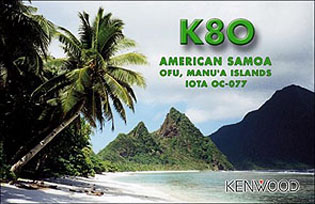 K8O
AMERICAN SAMOA
OFU, MANU'A ISLANDS
IOTA OC-077
KENWOOD